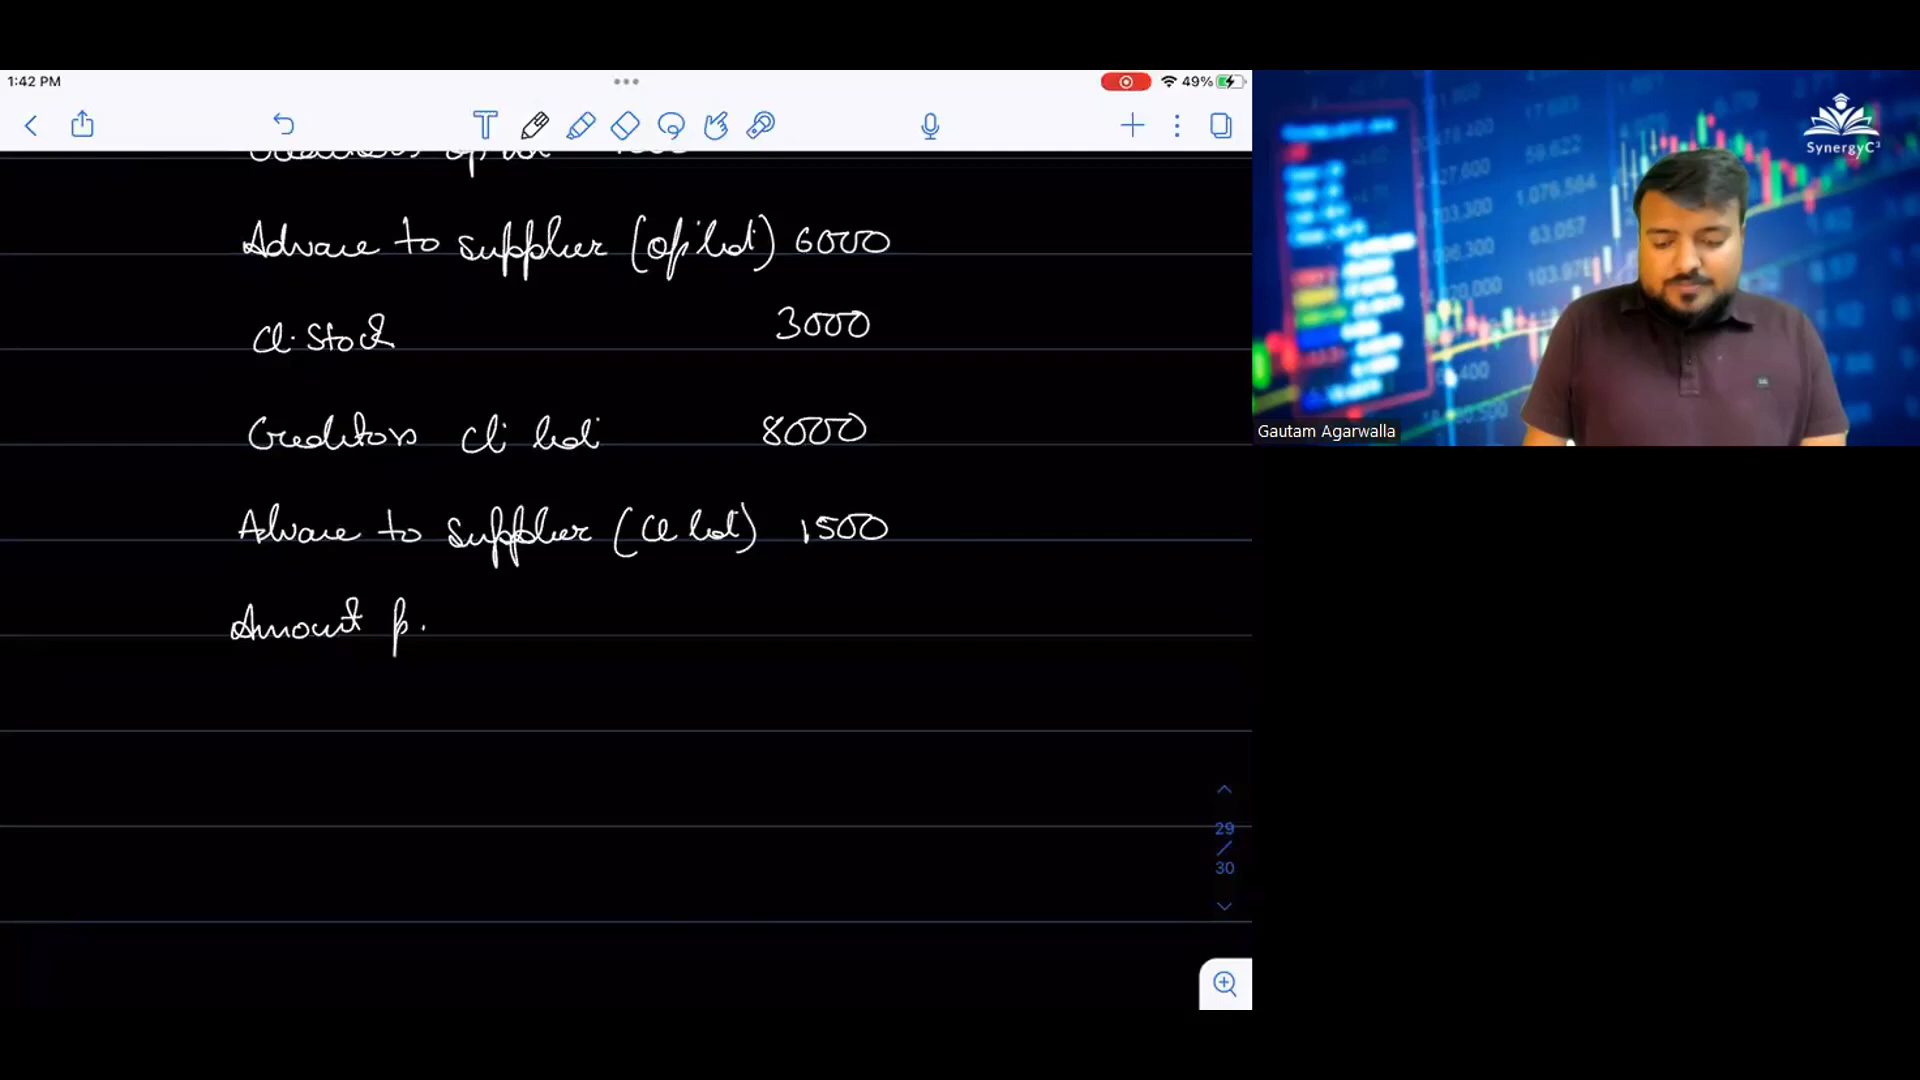 1:42 PM
49%
Advance to supplier (op bal) 6000
Cl. Stock 3000
Creditors cl bal 8000
Advance to supplier (cl bal) 1500
Amount p.
29
/
30
SynergyC³
Gautam Agarwalla